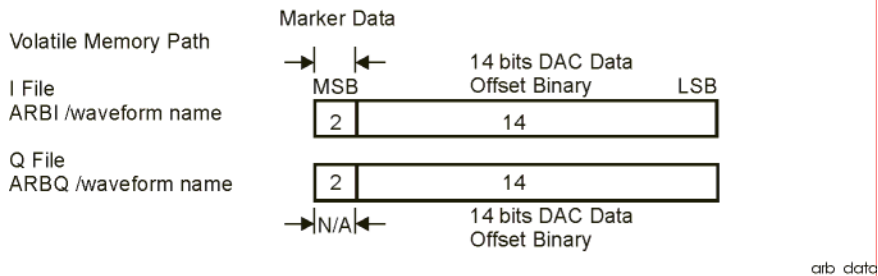 Marker Data
Volatile Memory Path
14 bits DAC Data
Offset Binary
I File
MSB
LSB
ARBI /waveform name
2
14
Q File
ARBQ /waveform name
2
14
N/A
14 bits DAC Data
Offset Binary
arb data